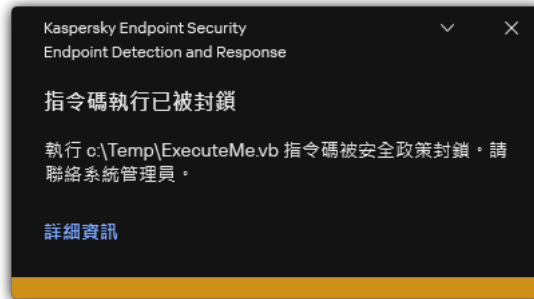 Kaspersky Endpoint Security
Endpoint Detection and Response
指令碼執行已被封鎖
執行 c:\Temp\ExecuteMe.vb 指令碼被安全政策封鎖。請
聯絡系統管理員。
詳細資訊